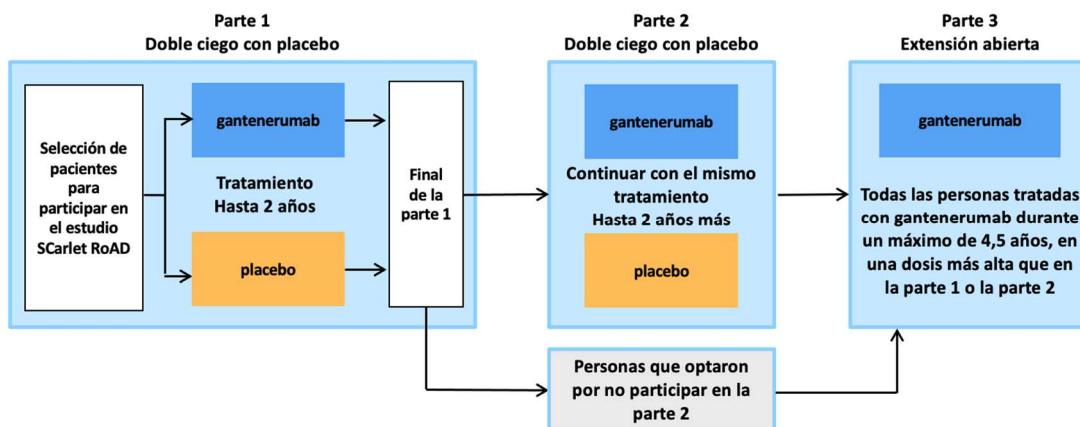 Parte 1
Doble ciego con placebo
Selección de
pacientes
para
participar en
el estudio
SCarlet RoAD
gantenerumab
Tratamiento
Hasta 2 años
placebo
Final
de la
parte 1
Parte 2
Doble ciego con placebo
gantenerumab
Continuar con el mismo
tratamiento
Hasta 2 años más
placebo
Personas que optaron
por no participar en la
parte 2
Parte 3
Extensión abierta
gantenerumab
Todas las personas tratadas
con gantenerumab durante
un máximo de 4,5 años, en
una dosis más alta que en
la parte 1 o la parte 2